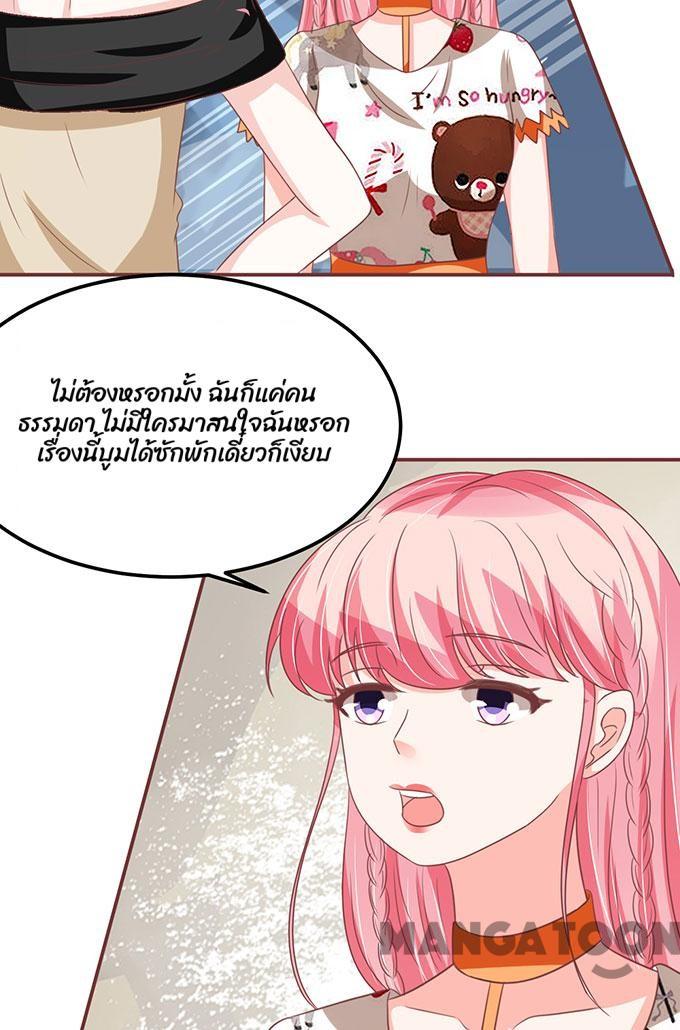 I'm so hungry~
ไม่ต้องหรอกมั้ง ฉันก็แค่คน
ธรรมดา ไม่มีใครมาสนใจฉันหรอก
เรื่องนี้บูมได้ซักพักเดี๋ยวก็เงียบ
MANGATOON